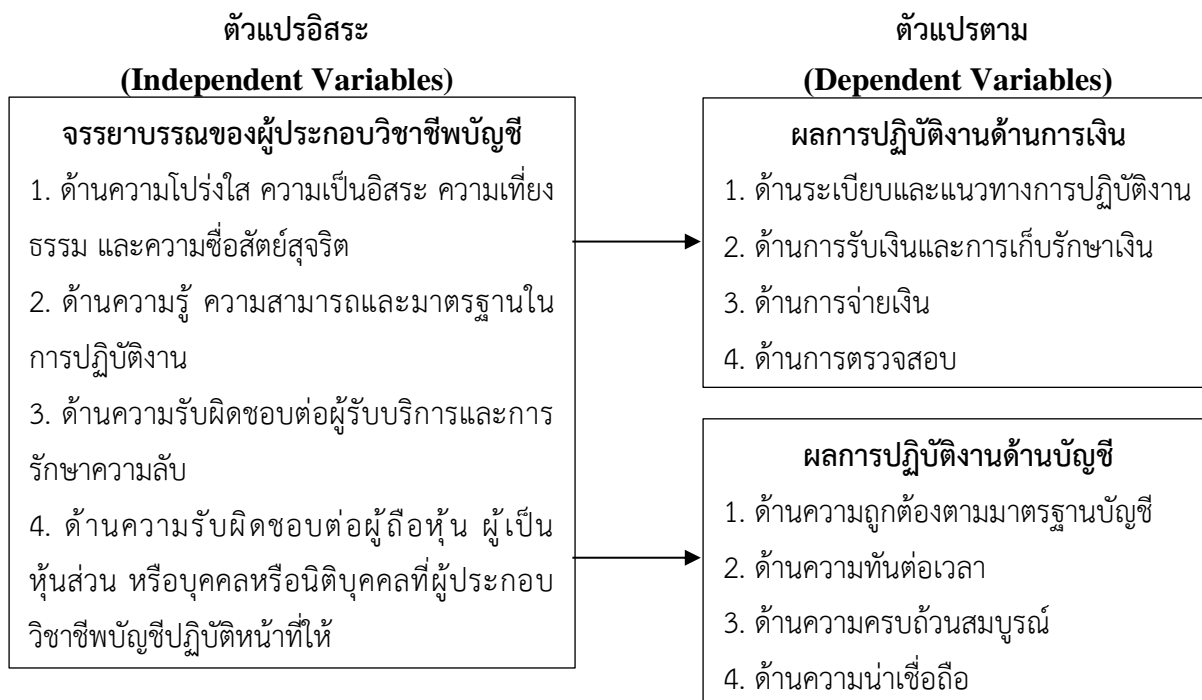 ตัวแปรอิสระ
(Independent Variables)
จรรยาบรรณของผู้ประกอบวิชาชีพบัญชี
1. ด้านความโปร่งใส ความเป็นอิสระ ความเที่ยง
ธรรม และความซื่อสัตย์สุจริต
2. ด้านความรู้ ความสามารถและมาตรฐานใน
การปฏิบัติงาน
3. ด้านความรับผิดชอบต่อผู้รับบริการและการ
รักษาความลับ
4. ด้านความรับผิดชอบต่อผู้ถือหุ้น ผู้เป็น
หุ้นส่วน หรือบุคคลหรือนิติบุคคลที่ผู้ประกอบ
วิชาชีพบัญชีปฏิบัติหน้าที่ให้
ตัวแปรตาม
(Dependent Variables)
ผลการปฏิบัติงานด้านการเงิน
1. ด้านระเบียบและแนวทางการปฏิบัติงาน
2. ด้านการรับเงินและการเก็บรักษาเงิน
3. ด้านการจ่ายเงิน
4. ด้านการตรวจสอบ
ผลการปฏิบัติงานด้านบัญชี
1. ด้านความถูกต้องตามมาตรฐานบัญชี
2. ด้านความทันต่อเวลา
3. ด้านความครบถ้วนสมบูรณ์
4. ด้านความน่าเชื่อถือ